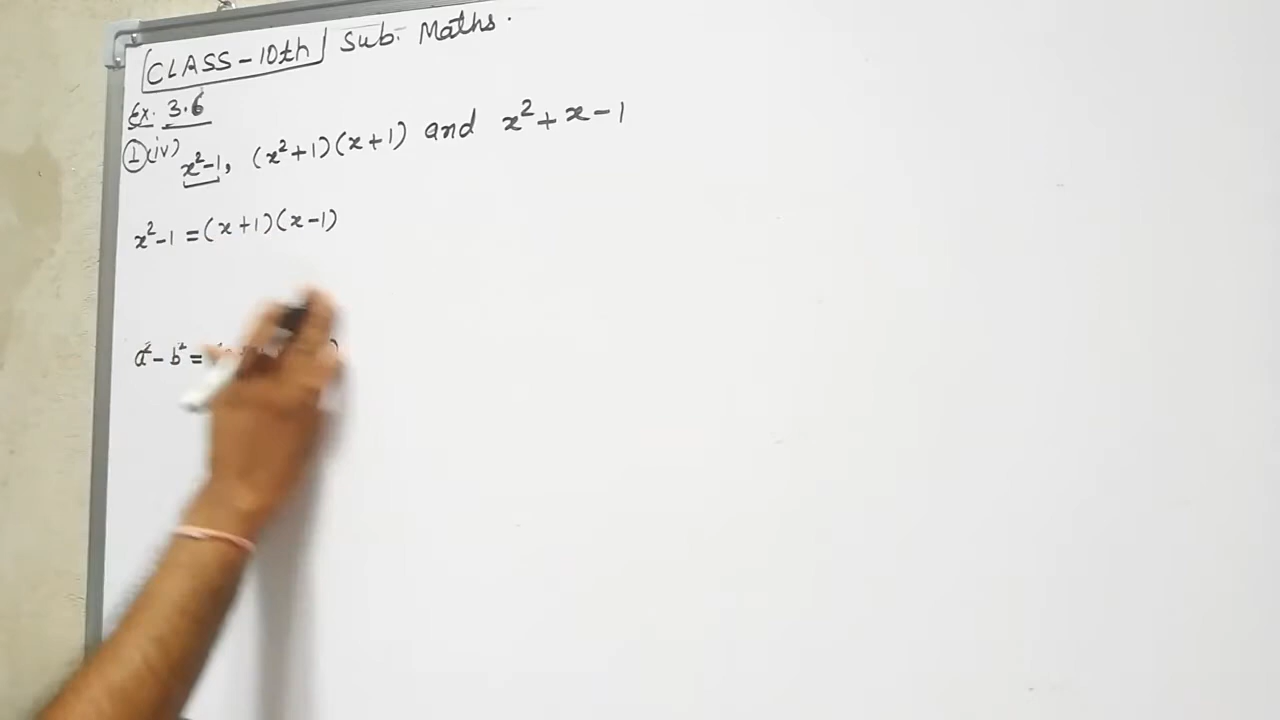 CLASS - 10th Sub. Maths.
Ex. 3.6
① (iv) x²-1, (x²+1)(x+1) and x²+x-1
x²-1 = (x+1)(x-1)
a² - b² =